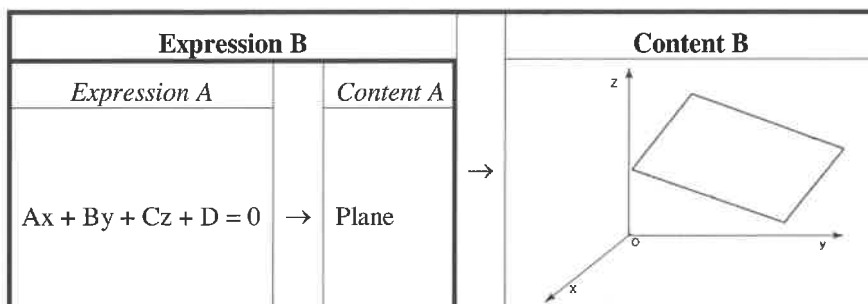 Expression B
Content B
Expression A
Content A
Ax + By + Cz + D = 0 → Plane
→
z
O
y
x